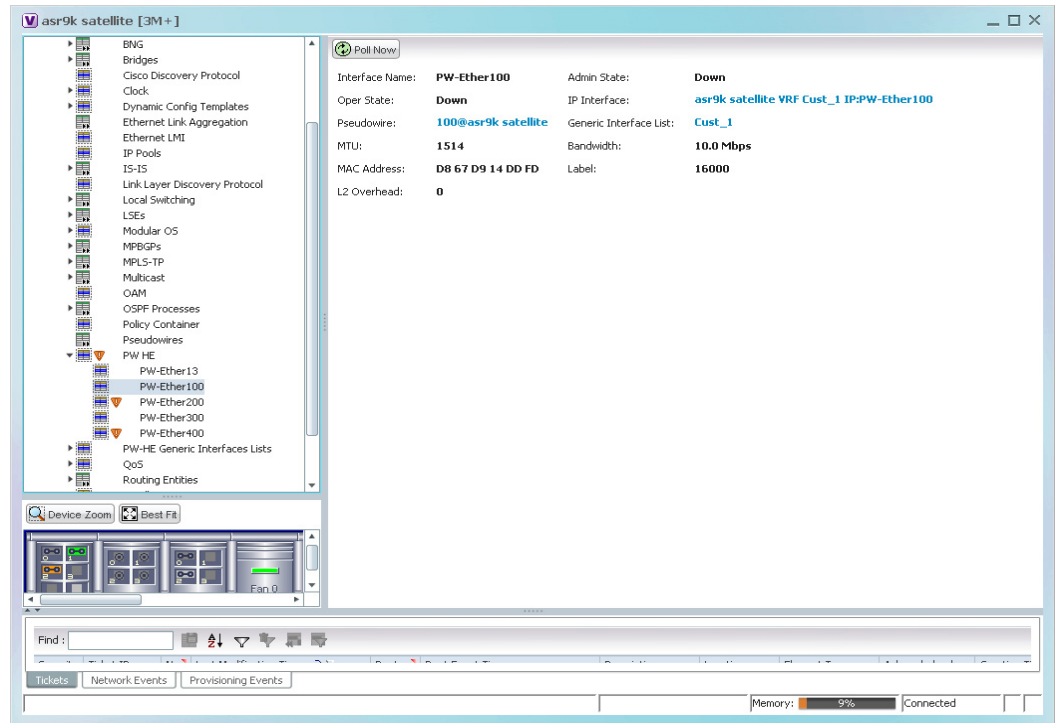 asr9k satellite [3M+]
BNG
Bridges
Cisco Discovery Protocol
Clock
Dynamic Config Templates
Ethernet Link Aggregation
Ethernet LMI
IP Pools
IS-IS
Link Layer Discovery Protocol
Local Switching
LSEs
Modular OS
MPBGPs
MPLS-TP
Multicast
OAM
OSPF Processes
Policy Container
Pseudowires
PW HE
PW-Ether13
PW-Ether100
PW-Ether200
PW-Ether300
PW-Ether400
PW-HE Generic Interfaces Lists
QoS
Routing Entities
Poll Now
Interface Name: PW-Ether100 Admin State: Down
Oper State: Down IP Interface: asr9k satellite VRF Cust_1 IP:PW-Ether100
Pseudowire: 100@asr9k satellite Generic Interface List: Cust_1
MTU: 1514 Bandwidth: 10.0 Mbps
MAC Address: D8 67 D9 14 DD FD Label: 16000
L2 Overhead: 0
Device Zoom Best Fit
Fan 0
Find :
Tickets Network Events Provisioning Events
Memory: 9% Connected